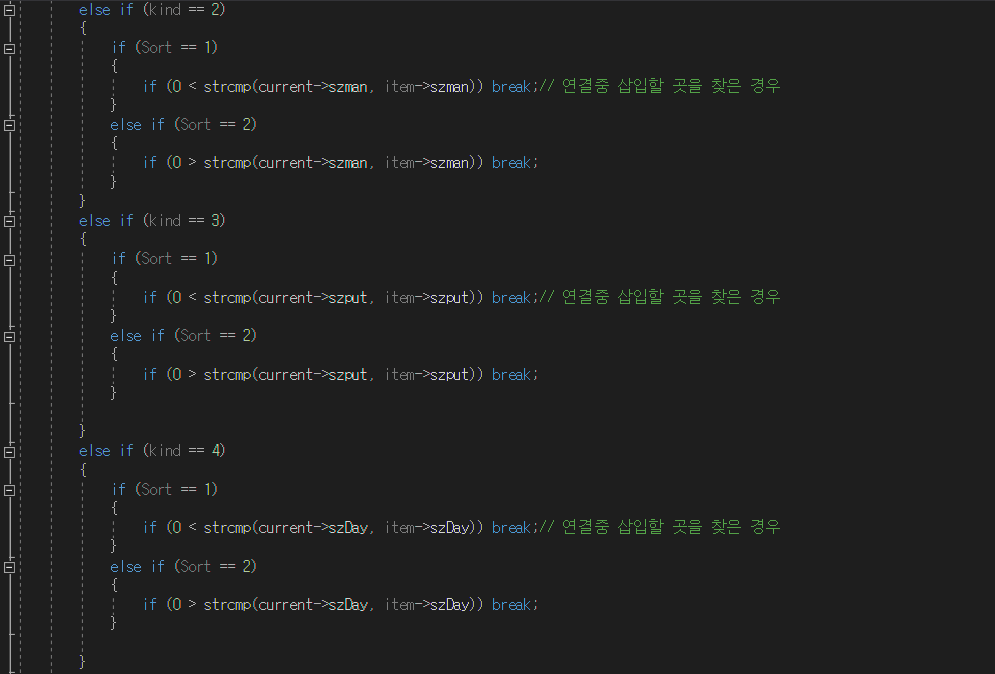 else if (kind == 2)
{
if (Sort == 1)
{
if (0 < strcmp(current->szman, item->szman)) break;// 연결중 삽입할 곳을 찾은 경우
}
else if (Sort == 2)
{
if (0 > strcmp(current->szman, item->szman)) break;
}
}
else if (kind == 3)
{
if (Sort == 1)
{
if (0 < strcmp(current->szput, item->szput)) break;// 연결중 삽입할 곳을 찾은 경우
}
else if (Sort == 2)
{
if (0 > strcmp(current->szput, item->szput)) break;
}
}
else if (kind == 4)
{
if (Sort == 1)
{
if (0 < strcmp(current->szDay, item->szDay)) break;// 연결중 삽입할 곳을 찾은 경우
}
else if (Sort == 2)
{
if (0 > strcmp(current->szDay, item->szDay)) break;
}
}